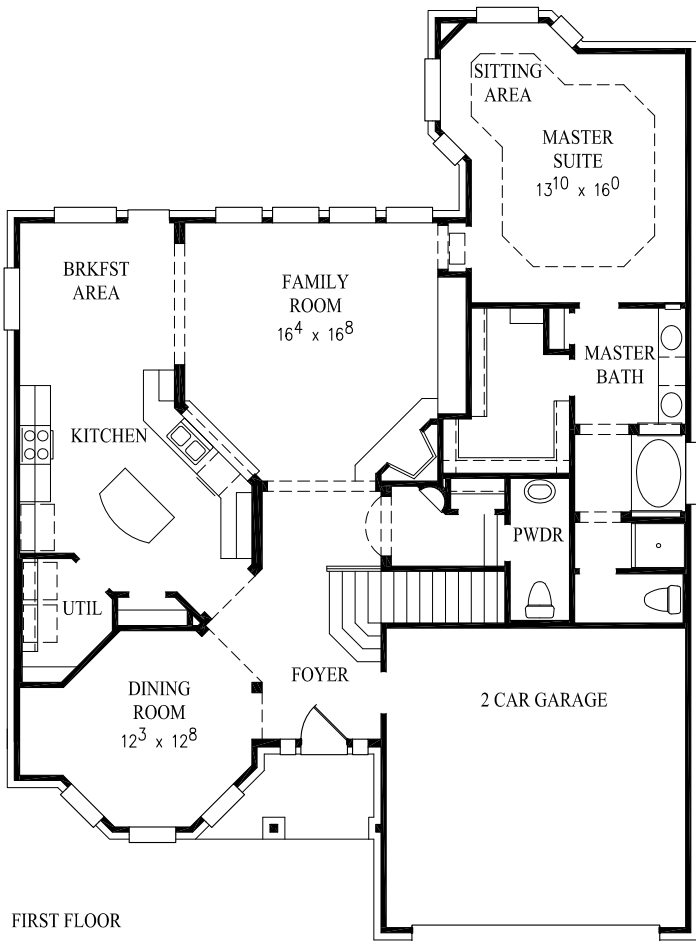 SITTING
AREA
MASTER
SUITE
13¹⁰ x 16⁰
BRKFST
AREA
FAMILY
ROOM
16⁴ x 16⁸
MASTER
BATH
KITCHEN
PWDR
UTIL
FOYER
DINING
ROOM
12³ x 12⁸
2 CAR GARAGE
FIRST FLOOR